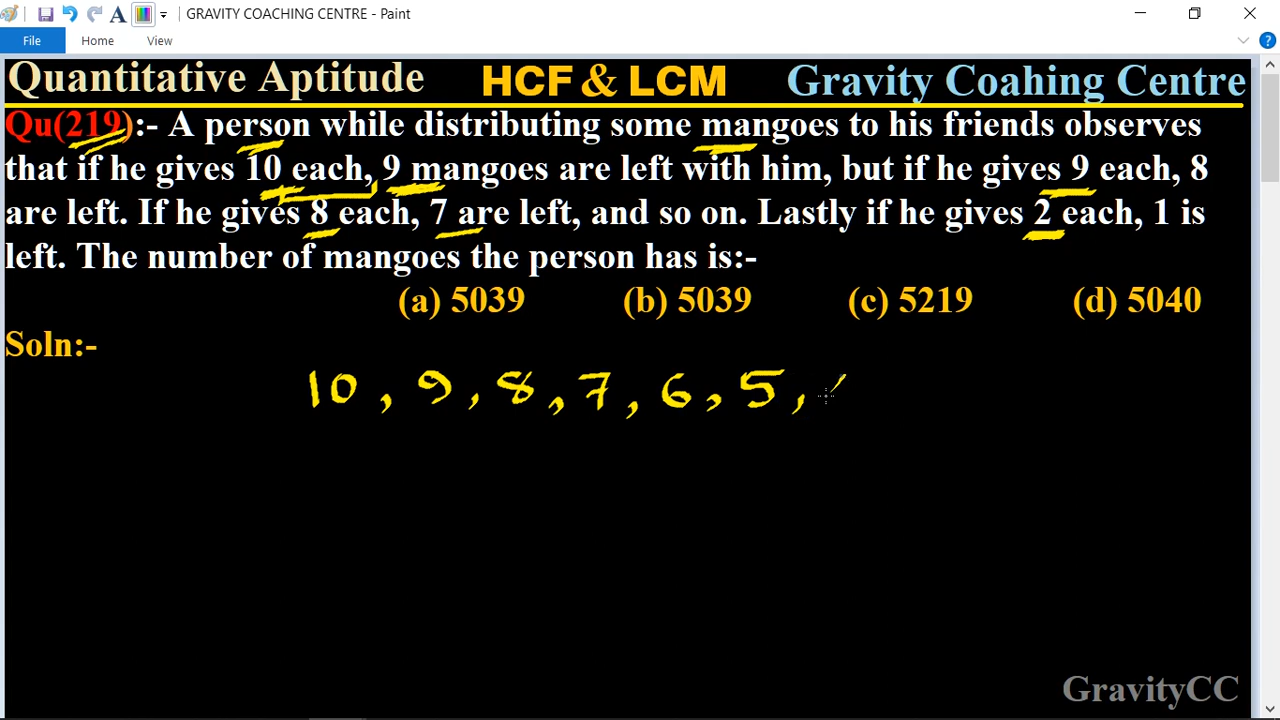 GRAVITY COACHING CENTRE - Paint
File Home View
Quantitative Aptitude HCF & LCM Gravity Coahing Centre
Qu(219):- A person while distributing some mangoes to his friends observes
that if he gives 10 each, 9 mangoes are left with him, but if he gives 9 each, 8
are left. If he gives 8 each, 7 are left, and so on. Lastly if he gives 2 each, 1 is
left. The number of mangoes the person has is:-
(a) 5039 (b) 5039 (c) 5219 (d) 5040
Soln:-
10, 9, 8, 7, 6, 5,
GravityCC